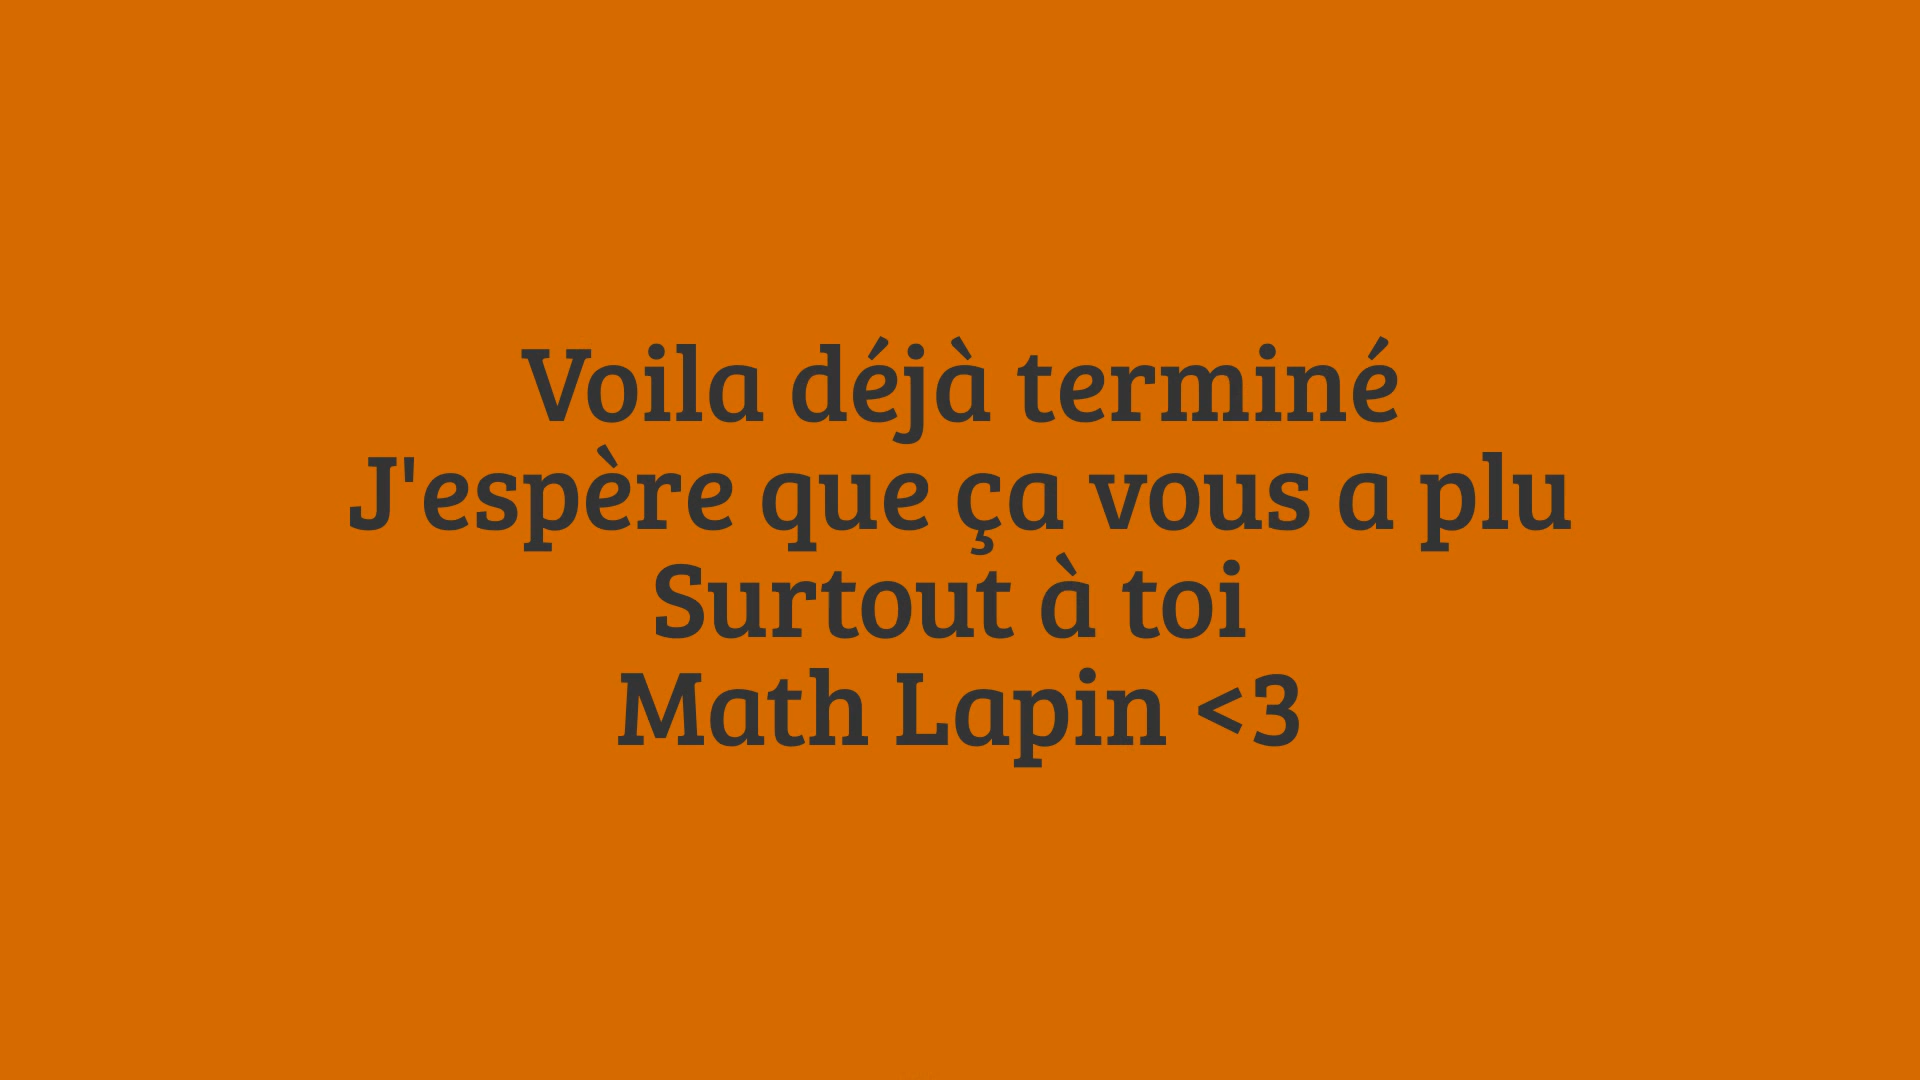 Voila déjà terminé
J'espère que ça vous a plu
Surtout à toi
Math Lapin <3